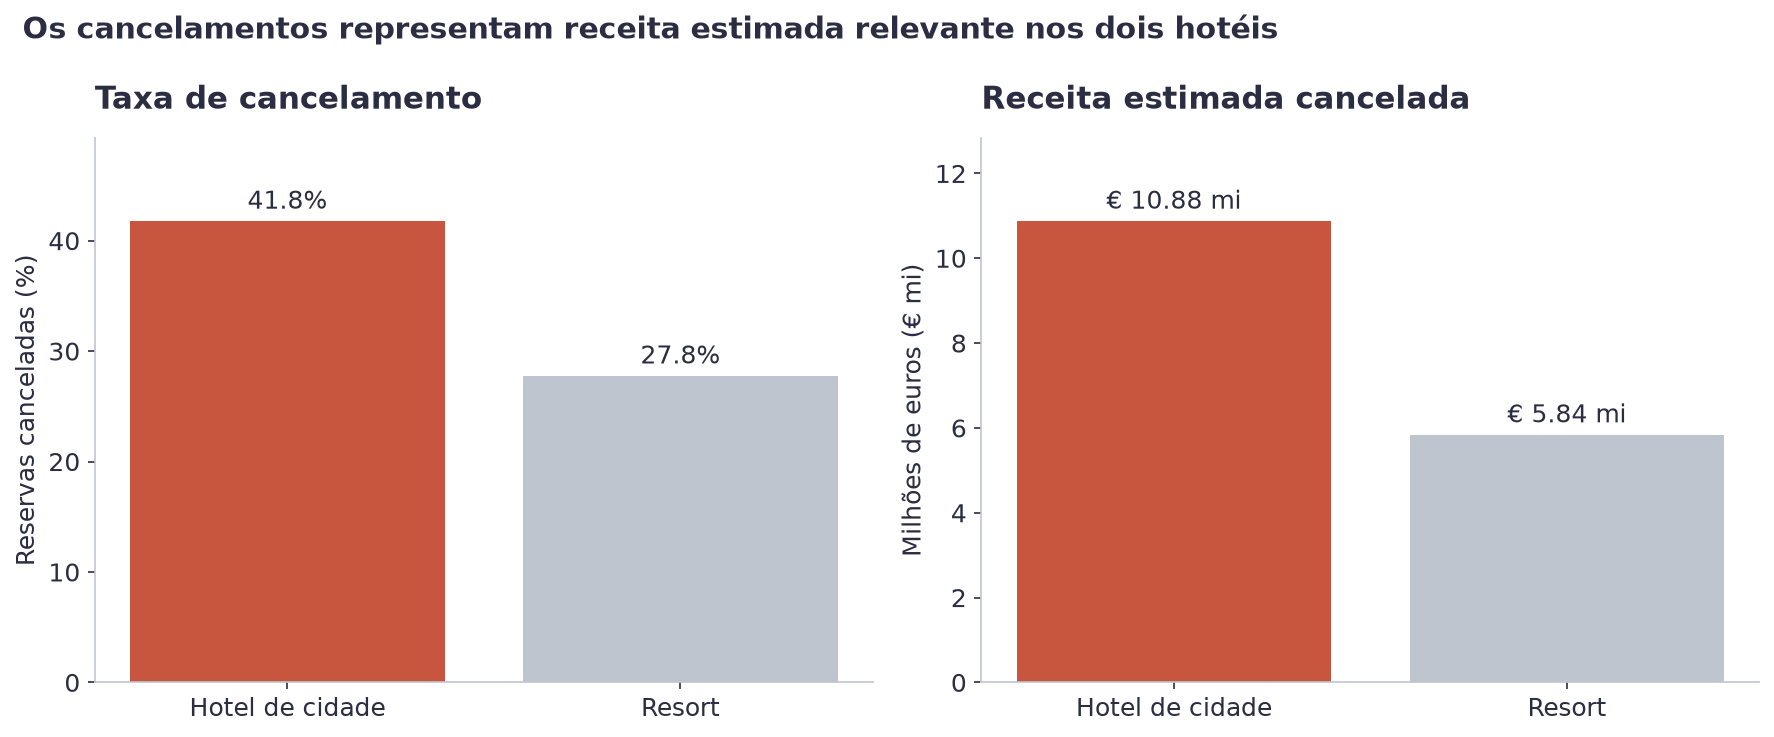 Os cancelamentos representam receita estimada relevante nos dois hotéis
Taxa de cancelamento
Reservas canceladas (%)
40
30
20
10
0
41.8%
27.8%
Hotel de cidade
Resort
Receita estimada cancelada
Milhões de euros (€ mi)
12
10
8
6
4
2
0
€ 10.88 mi
€ 5.84 mi
Hotel de cidade
Resort